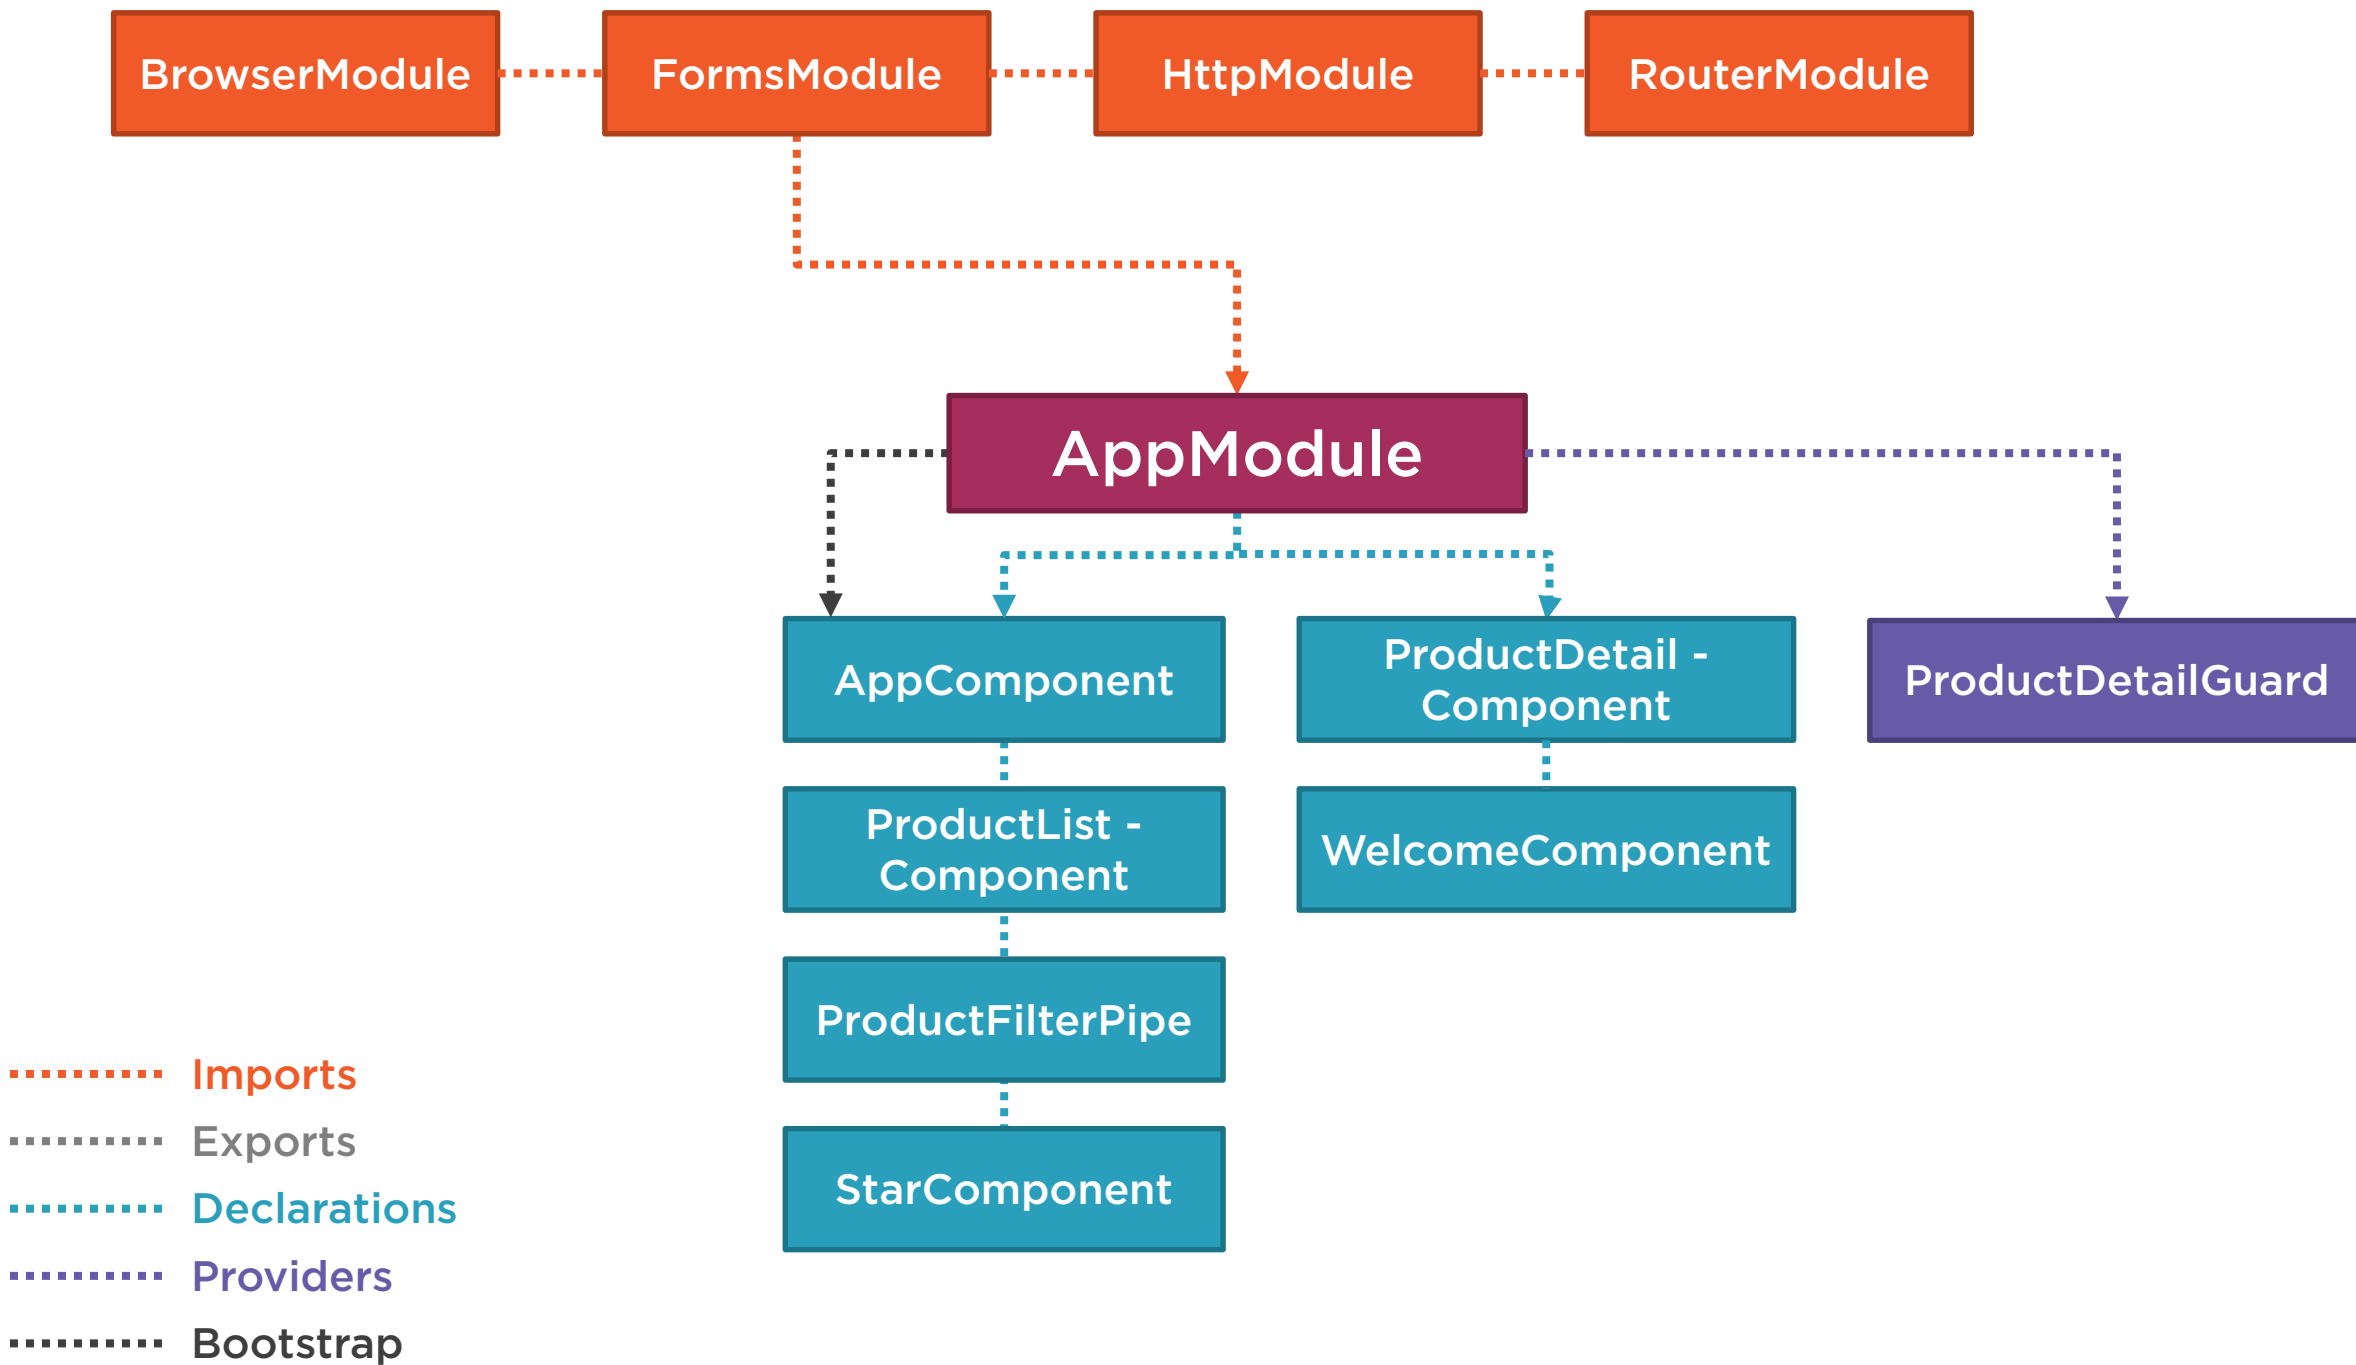 BrowserModule
FormsModule
HttpModule
RouterModule
AppModule
AppComponent
ProductDetail -
Component
ProductDetailGuard
ProductList -
Component
WelcomeComponent
ProductFilterPipe
StarComponent
Imports
Exports
Declarations
Providers
Bootstrap